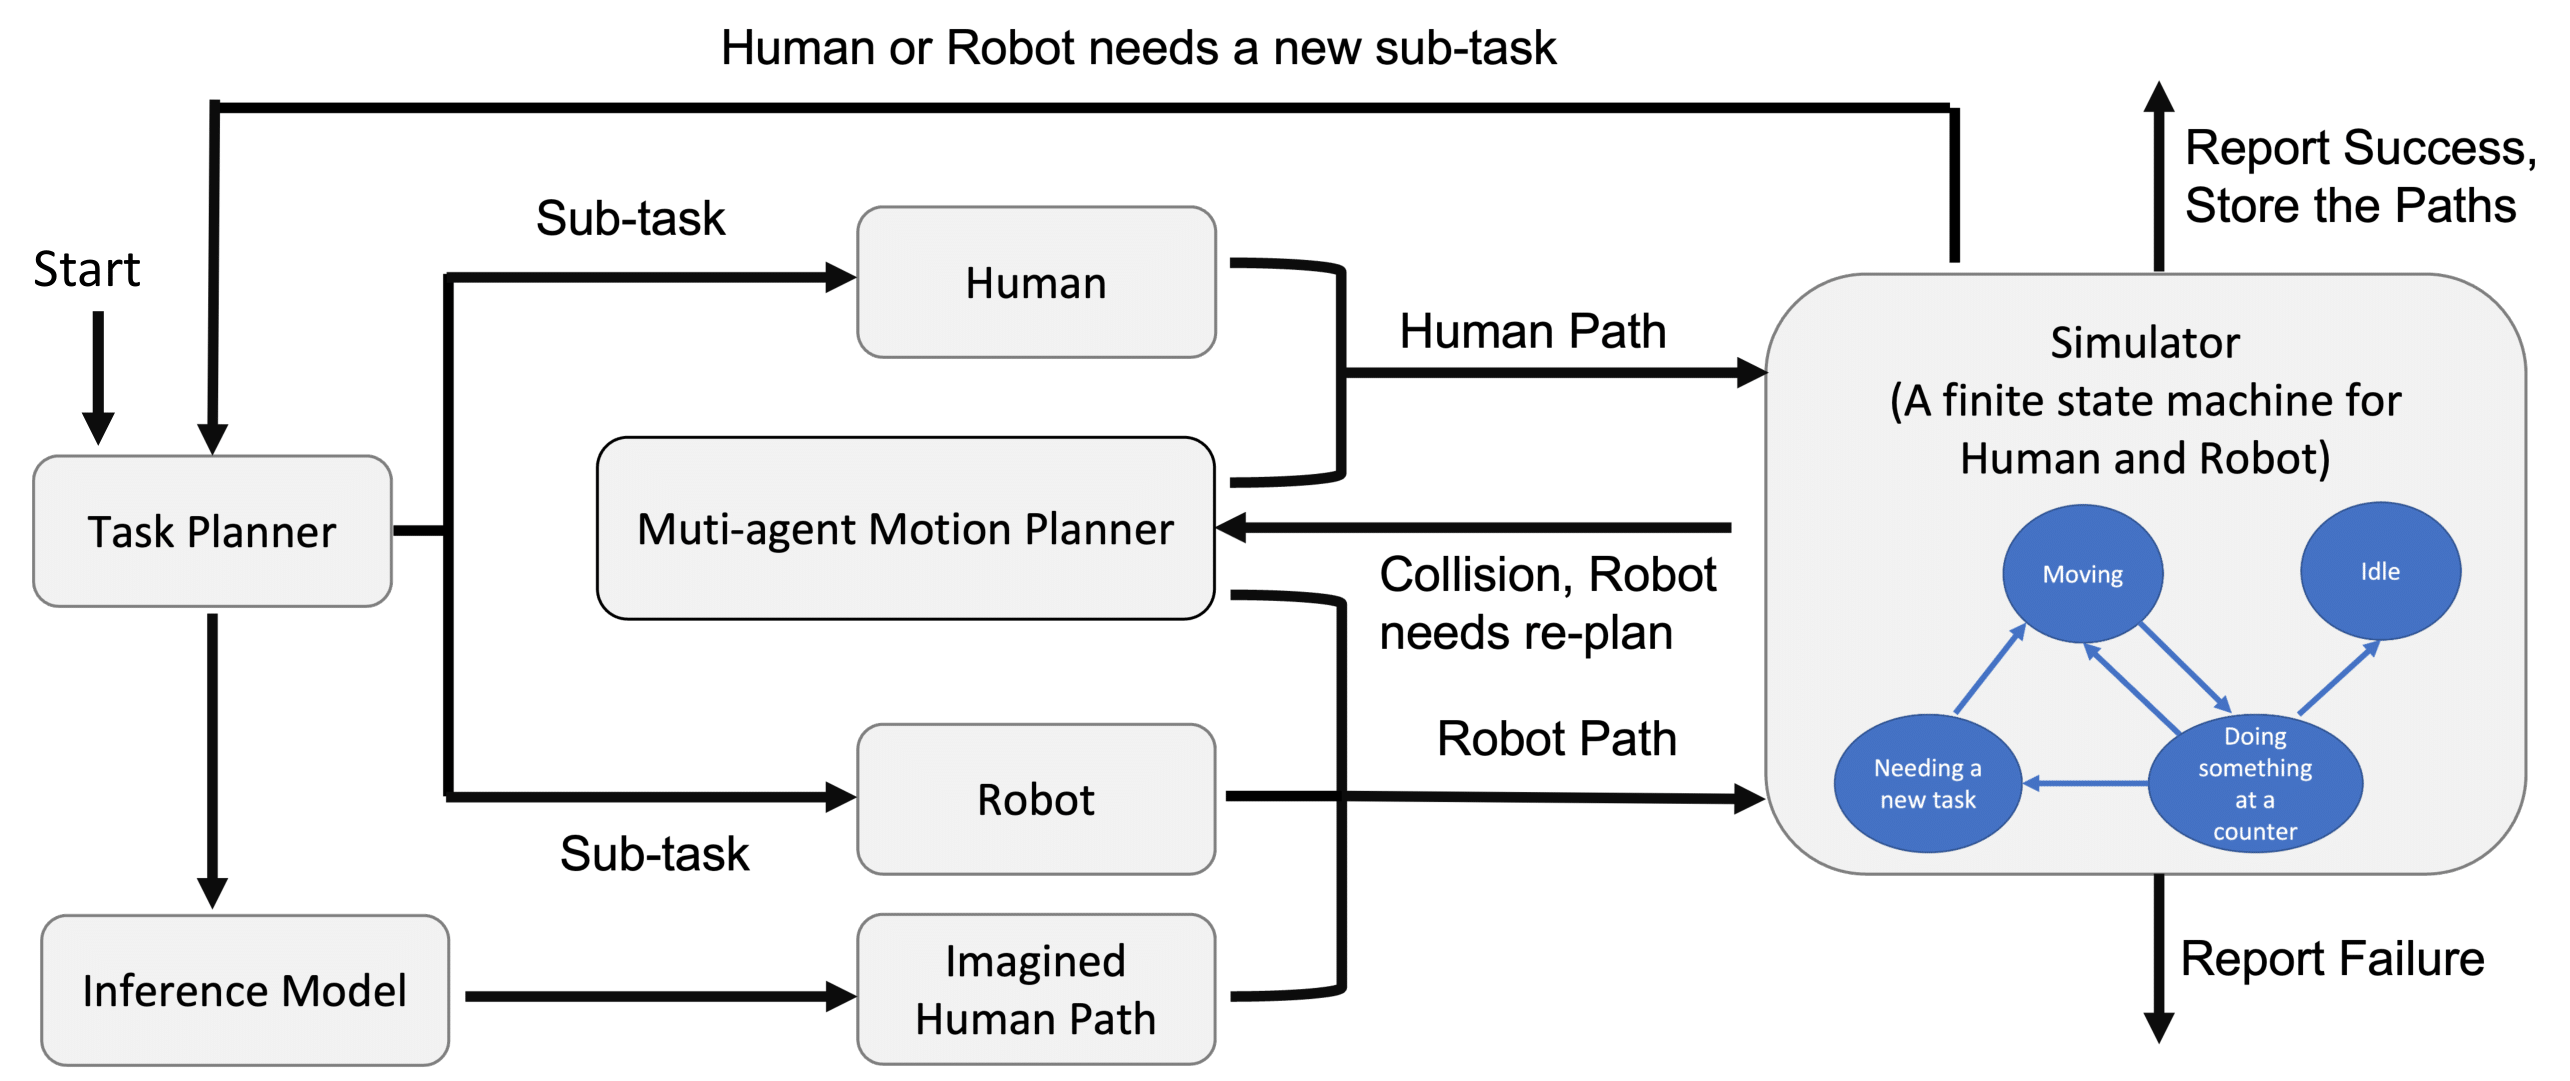 Human or Robot needs a new sub-task
Report Success,
Store the Paths
Sub-task
Start
Human
Human Path
Simulator
(A finite state machine for
Human and Robot)
Task Planner
Muti-agent Motion Planner
Collision, Robot
needs re-plan
Moving
Idle
Robot Path
Robot
Sub-task
Needing a
new task
Doing
something
at a
counter
Inference Model
Imagined
Human Path
Report Failure